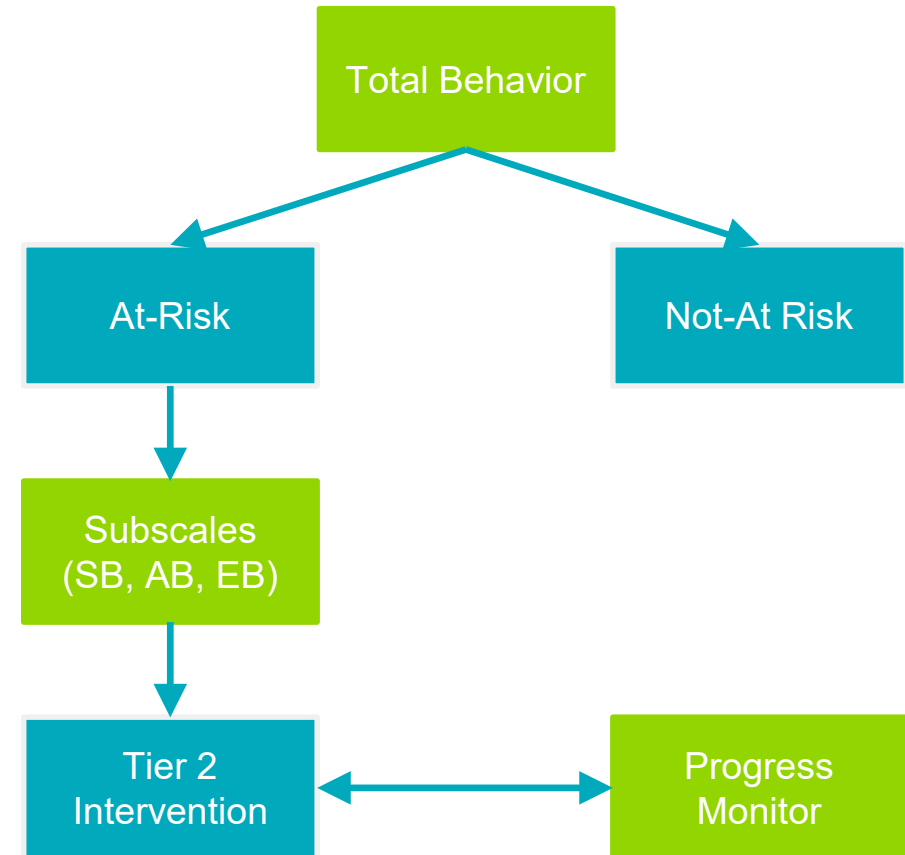 Total Behavior
At-Risk
Not-At Risk
Subscales
(SB, AB, EB)
Tier 2
Intervention
Progress
Monitor